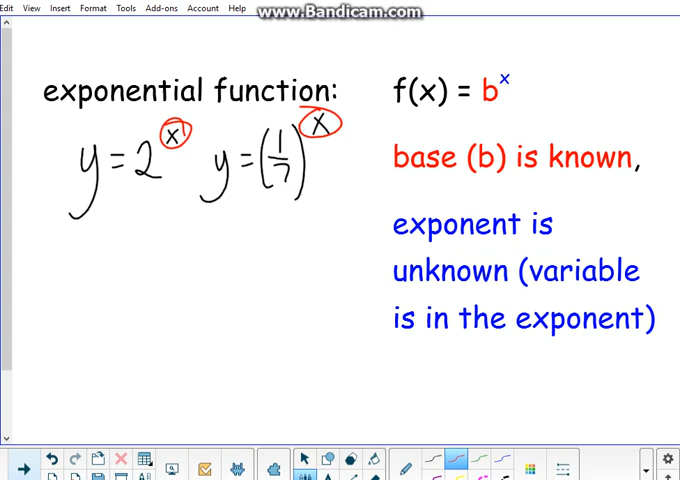 Edit View Insert Format Tools Add-ons Help
www.Bandicam.com
exponential function:
y = 2^x y = (1/7)^x
f(x) = b^x
base (b) is known,
exponent is
unknown (variable
is in the exponent)